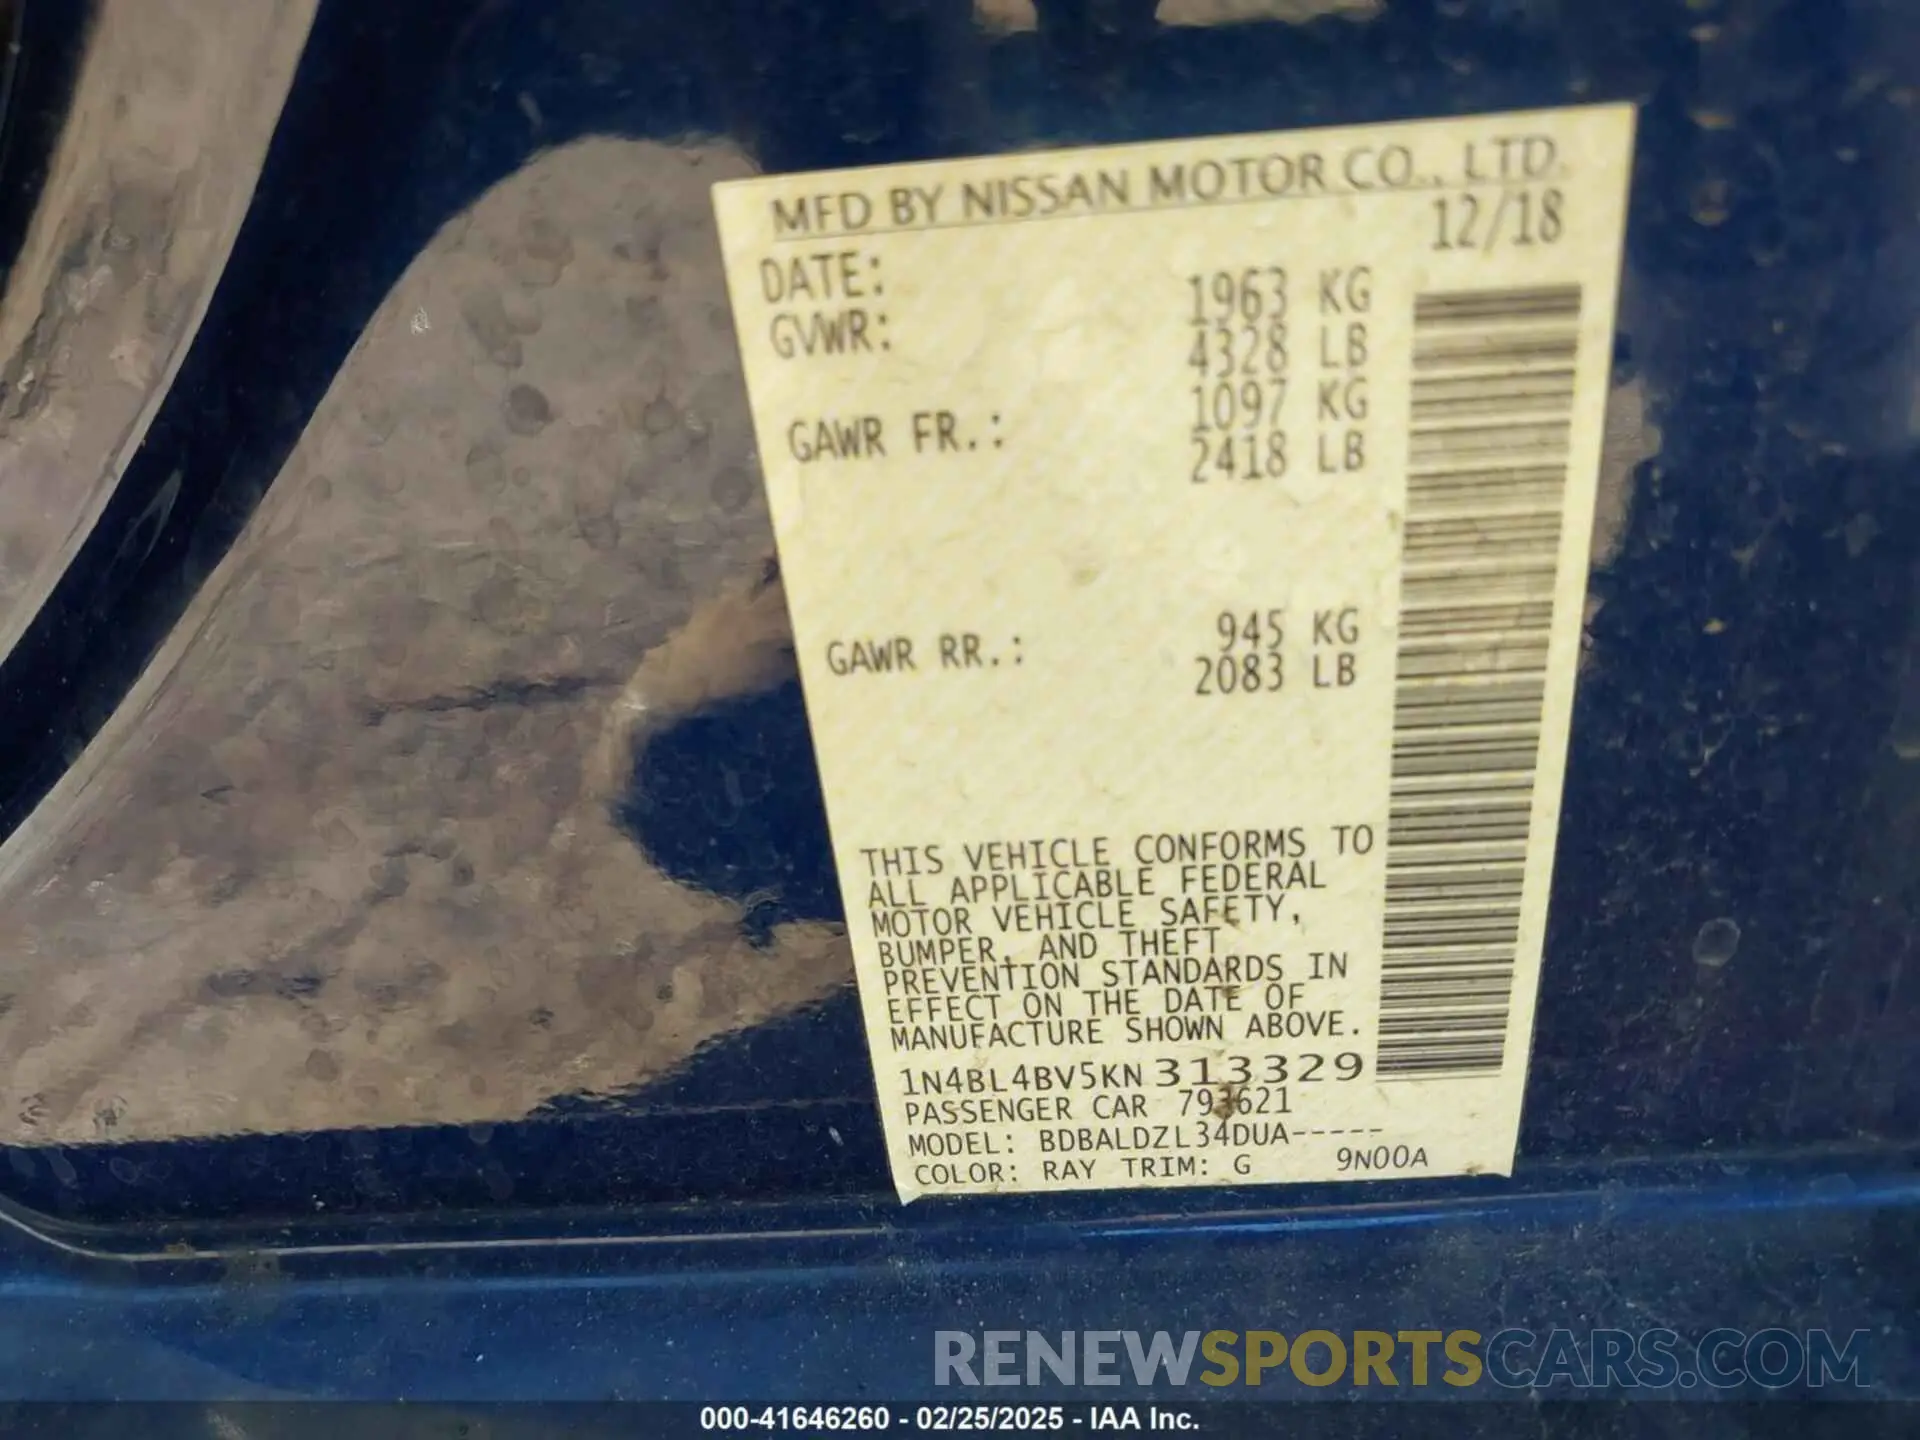 MFD BY NISSAN MOTOR CO., LTD.
12/18
DATE:
GVWR: 1963 KG
4328 LB
GAWR FR.: 1097 KG
2418 LB
GAWR RR.: 945 KG
2083 LB
THIS VEHICLE CONFORMS TO
ALL APPLICABLE FEDERAL
MOTOR VEHICLE SAFETY,
BUMPER, AND THEFT
PREVENTION STANDARDS IN
EFFECT ON THE DATE OF
MANUFACTURE SHOWN ABOVE.
1N4BL4BV5KN313329
PASSENGER CAR 793621
MODEL: BDBALDZL34DUA-----
COLOR: RAY TRIM: G 9N00A
RENEWSPORTSCARS.COM
000-41646260 - 02/25/2025 - IAA Inc.